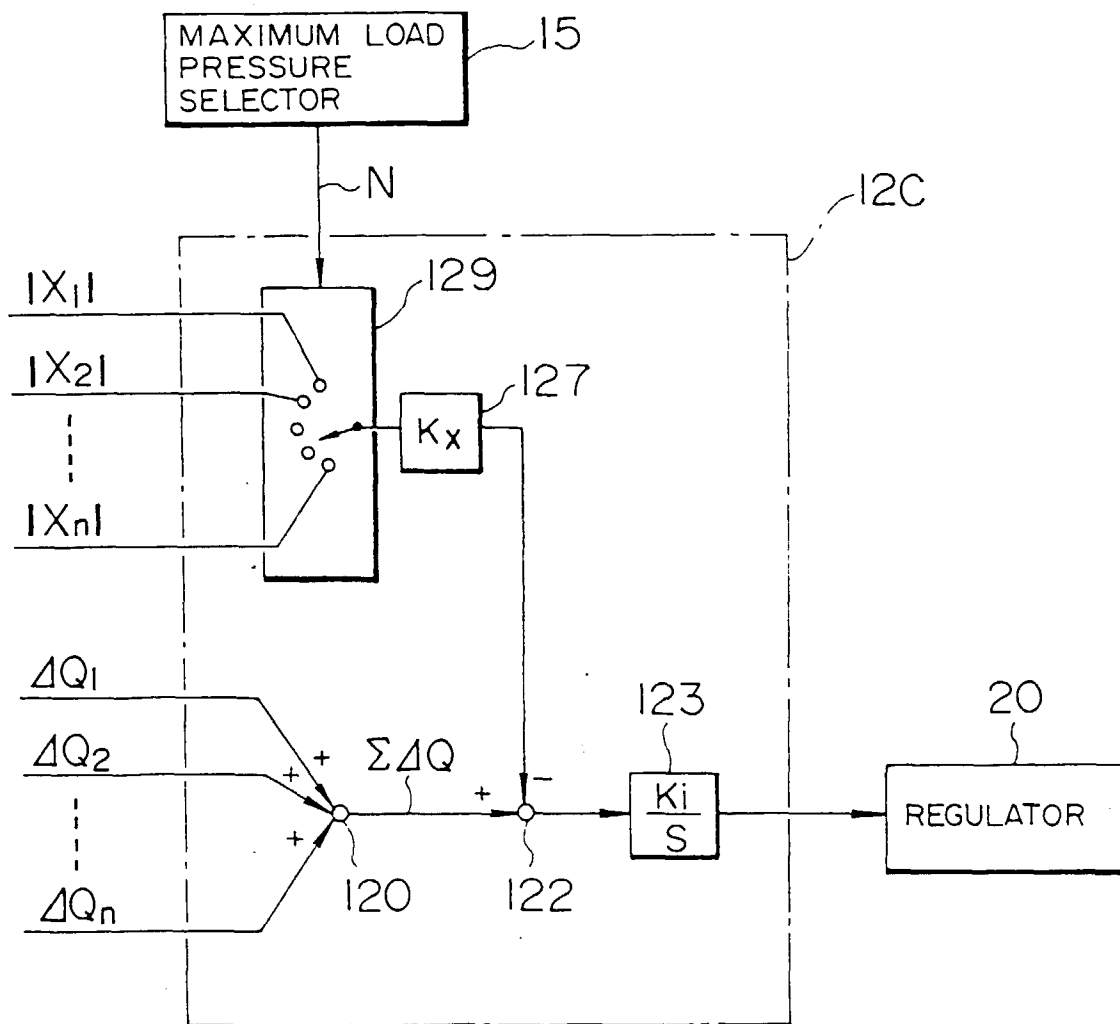 MAXIMUM LOAD
PRESSURE
SELECTOR
15
N
12C
129
|X1|
|X2|
|Xn|
127
Kx
ΔQ1
ΔQ2
ΔQn
+
+
+
120
ΣΔQ
+
-
122
123
Ki
S
20
REGULATOR